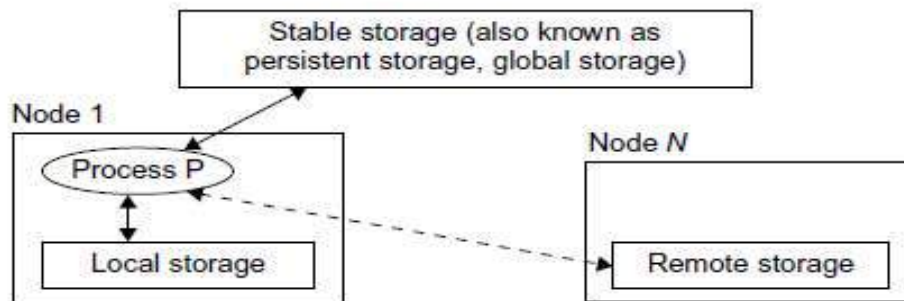 Stable storage (also known as
persistent storage, global storage)
Node 1
Process P
Local storage
Node N
Remote storage